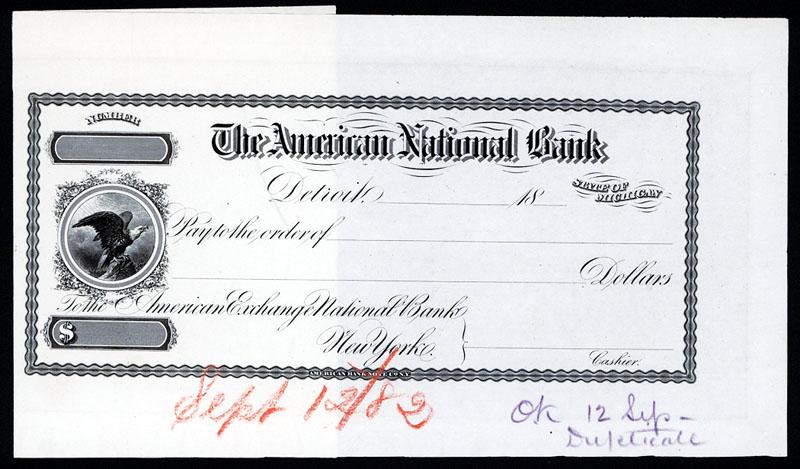 NUMBER
The American National Bank
Detroit, 18
STATE OF MICHIGAN
Pay to the order of
Dollars
To the American Exchange National Bank
New York.
$
Cashier.
AMERICAN BANK NOTE CO. N.Y.
Sept 12/82
OK 12 Sep -
Duplicate